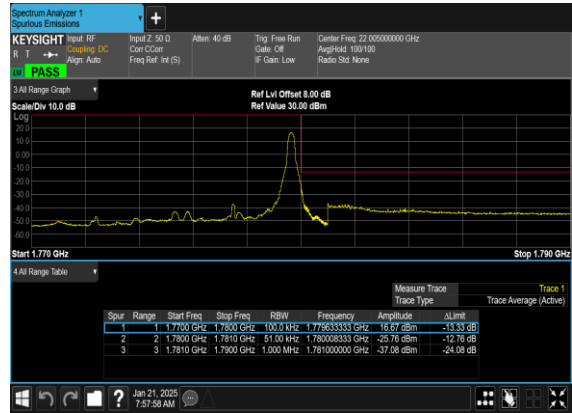 Spectrum Analyzer 1
Spurious Emissions
KEYSIGHT Input: RF Input Z: 50 Ω Atten: 40 dB Trig: Free Run Center Freq: 22.005000000 GHz
R T Coupling: DC Corr CCorr Gate: Off Avg|Hold: 100/100
Align: Auto Freq Ref: Int (S) IF Gain: Low Radio Std: None
LW PASS
3 All Range Graph
Ref Lvl Offset 8.00 dB
Scale/Div 10.0 dB Ref Value 30.00 dBm
Log
20.0
10.0
0.00
-10.0
-20.0
-30.0
-40.0
-50.0
-60.0
Start 1.770 GHz Stop 1.790 GHz
4 All Range Table
Measure Trace Trace 1
Trace Type Trace Average (Active)
Spur Range Start Freq Stop Freq RBW Frequency Amplitude ΔLimit
1 1 1.7700 GHz 1.7800 GHz 100.0 kHz 1.779633333 GHz 16.67 dBm -13.33 dB
2 2 1.7800 GHz 1.7810 GHz 51.00 kHz 1.780008333 GHz -25.76 dBm -12.76 dB
3 3 1.7810 GHz 1.7900 GHz 1.000 MHz 1.781000000 GHz -37.08 dBm -24.08 dB
? Jan 21, 2025
7:57:58 AM